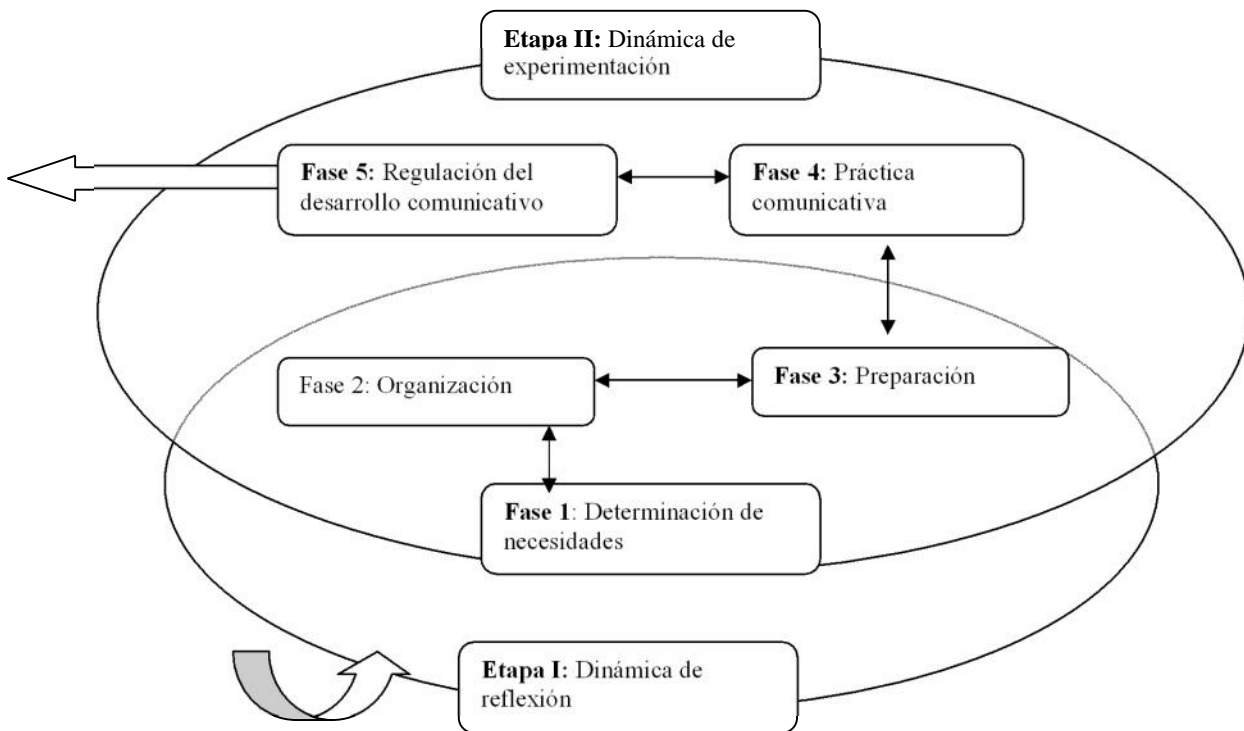 Etapa II: Dinámica de
experimentación
Fase 5: Regulación del
desarrollo comunicativo
Fase 4: Práctica
comunicativa
Fase 2: Organización
Fase 3: Preparación
Fase 1: Determinación de
necesidades
Etapa I: Dinámica de
reflexión